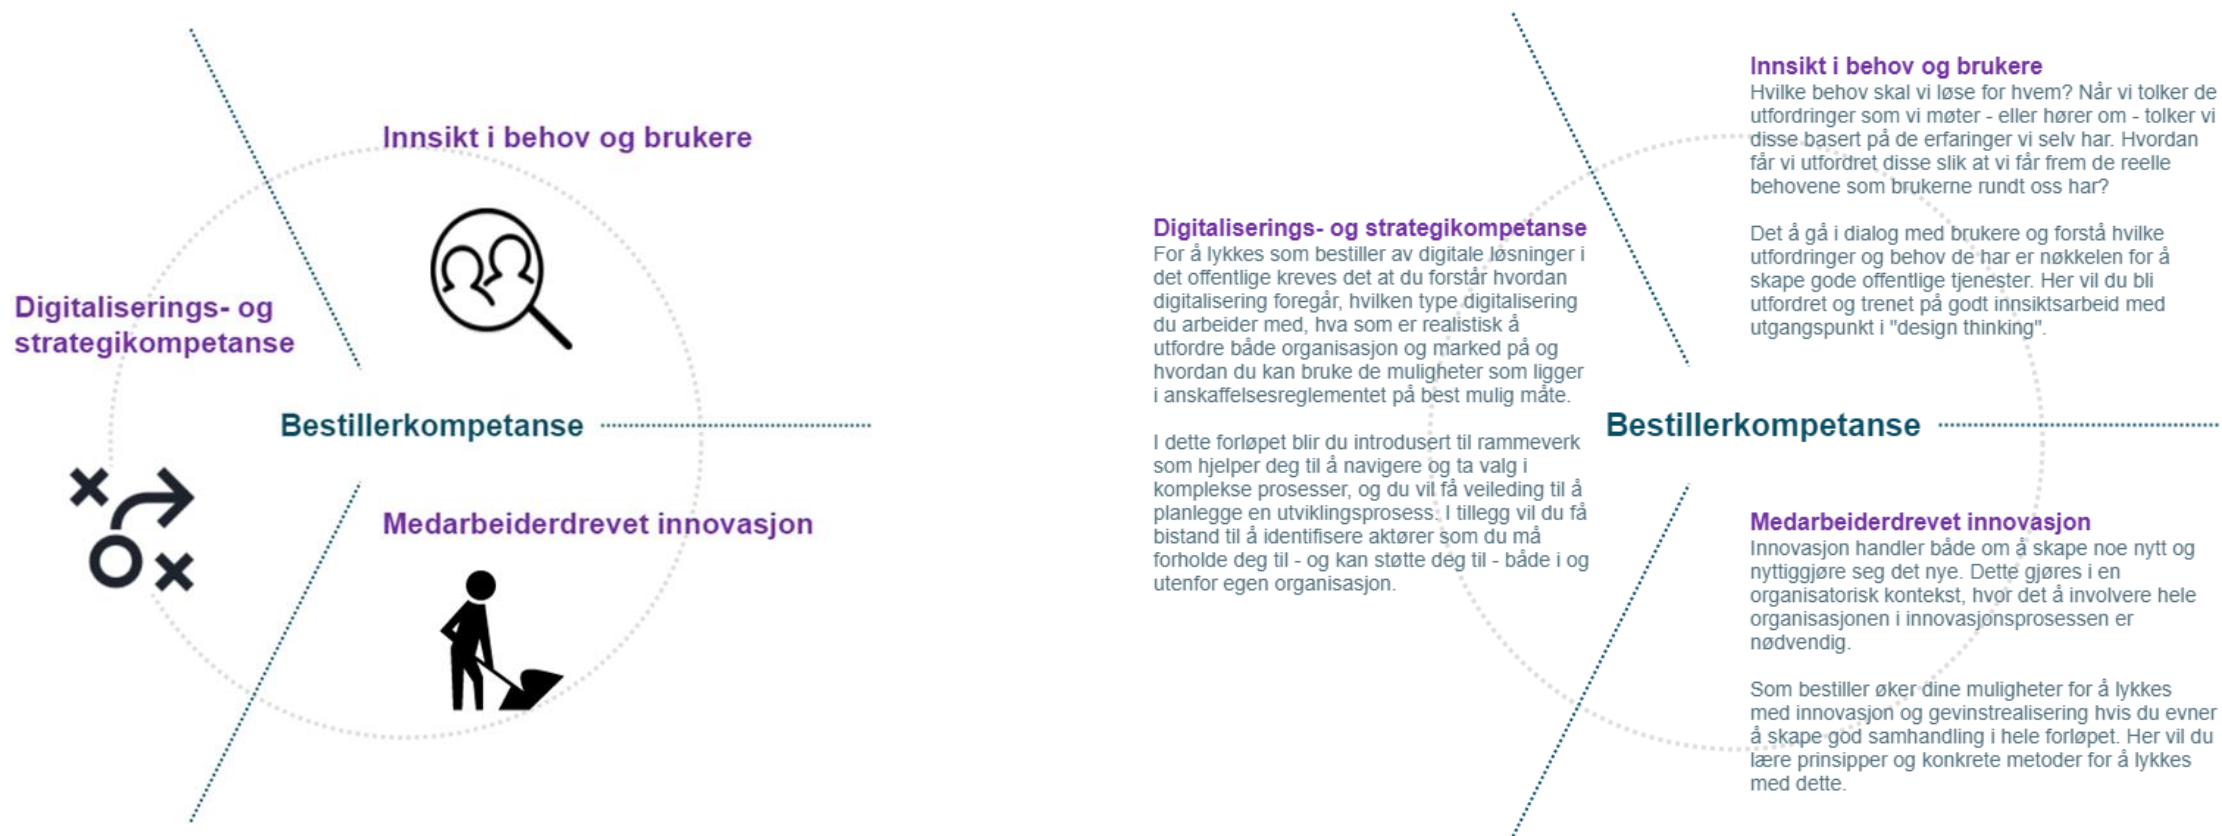 Innsikt i behov og brukere
Digitaliserings- og
strategikompetanse
Bestillerkompetanse
Medarbeiderdrevet innovasjon
Digitaliserings- og strategikompetanse
For å lykkes som bestiller av digitale løsninger i
det offentlige kreves det at du forstår hvordan
digitalisering foregår, hvilken type digitalisering
du arbeider med, hva som er realistisk å
utfordre både organisasjon og marked på og
hvordan du kan bruke de muligheter som ligger
i anskaffelsesreglementet på best mulig måte.
I dette forløpet blir du introdusert til rammeverk
som hjelper deg til å navigere og ta valg i
komplekse prosesser, og du vil få veileding til å
planlegge en utviklingsprosess. I tillegg vil du få
bistand til å identifisere aktører som du må
forholde deg til - og kan støtte deg til - både i og
utenfor egen organisasjon.
Innsikt i behov og brukere
Hvilke behov skal vi løse for hvem? Når vi tolker de
utfordringer som vi møter - eller hører om - tolker vi
disse basert på de erfaringer vi selv har. Hvordan
får vi utfordret disse slik at vi får frem de reelle
behovene som brukerne rundt oss har?
Det å gå i dialog med brukere og forstå hvilke
utfordringer og behov de har er nøkkelen for å
skape gode offentlige tjenester. Her vil du bli
utfordret og trenet på godt innsiktsarbeid med
utgangspunkt i "design thinking".
Bestillerkompetanse
Medarbeiderdrevet innovasjon
Innovasjon handler både om å skape noe nytt og
nyttiggjøre seg det nye. Dette gjøres i en
organisatorisk kontekst, hvor det å involvere hele
organisasjonen i innovasjonsprosessen er
nødvendig.
Som bestiller øker dine muligheter for å lykkes
med innovasjon og gevinstrealisering hvis du evner
å skape god samhandling i hele forløpet. Her vil du
lære prinsipper og konkrete metoder for å lykkes
med dette.